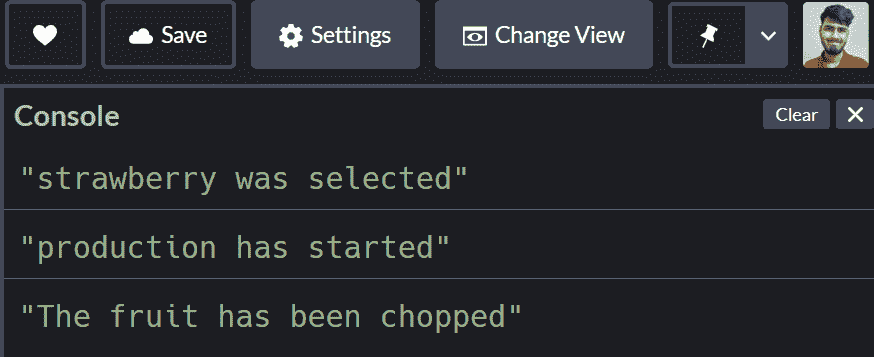 Save Settings Change View
Console Clear
"strawberry was selected"
"production has started"
"The fruit has been chopped"